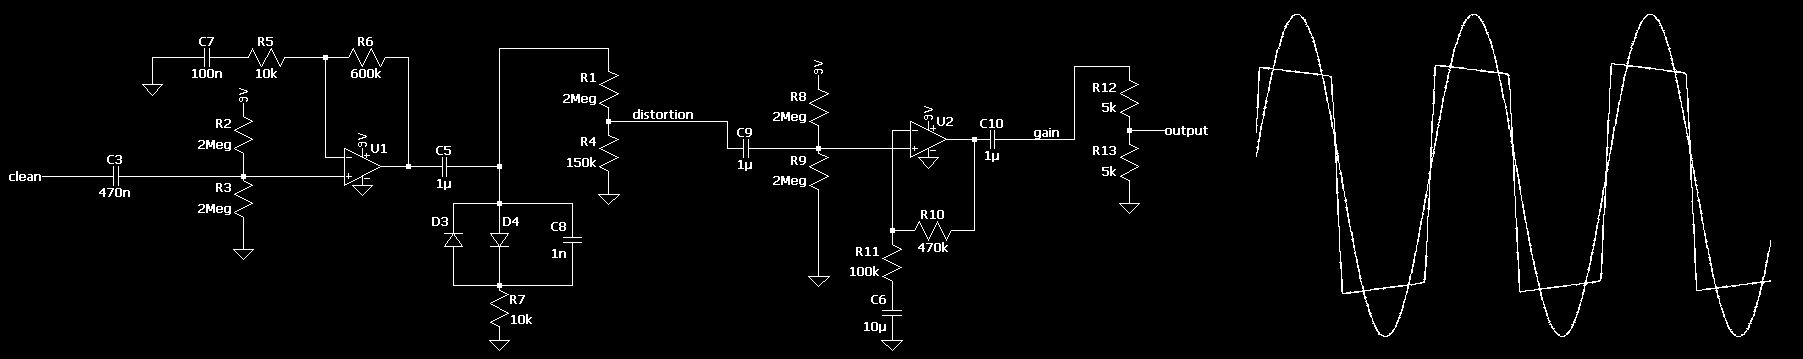 C7
100n
R5
10k
R6
600k
9V
R2
2Meg
clean
C3
470n
R3
2Meg
9V
U1
C5
1µ
D3
D4
C8
1n
R7
10k
R1
2Meg
R4
150k
distortion
C9
1µ
9V
R8
2Meg
R9
2Meg
9V
U2
R10
470k
R11
100k
C6
10µ
C10
1µ
gain
R12
5k
output
R13
5k